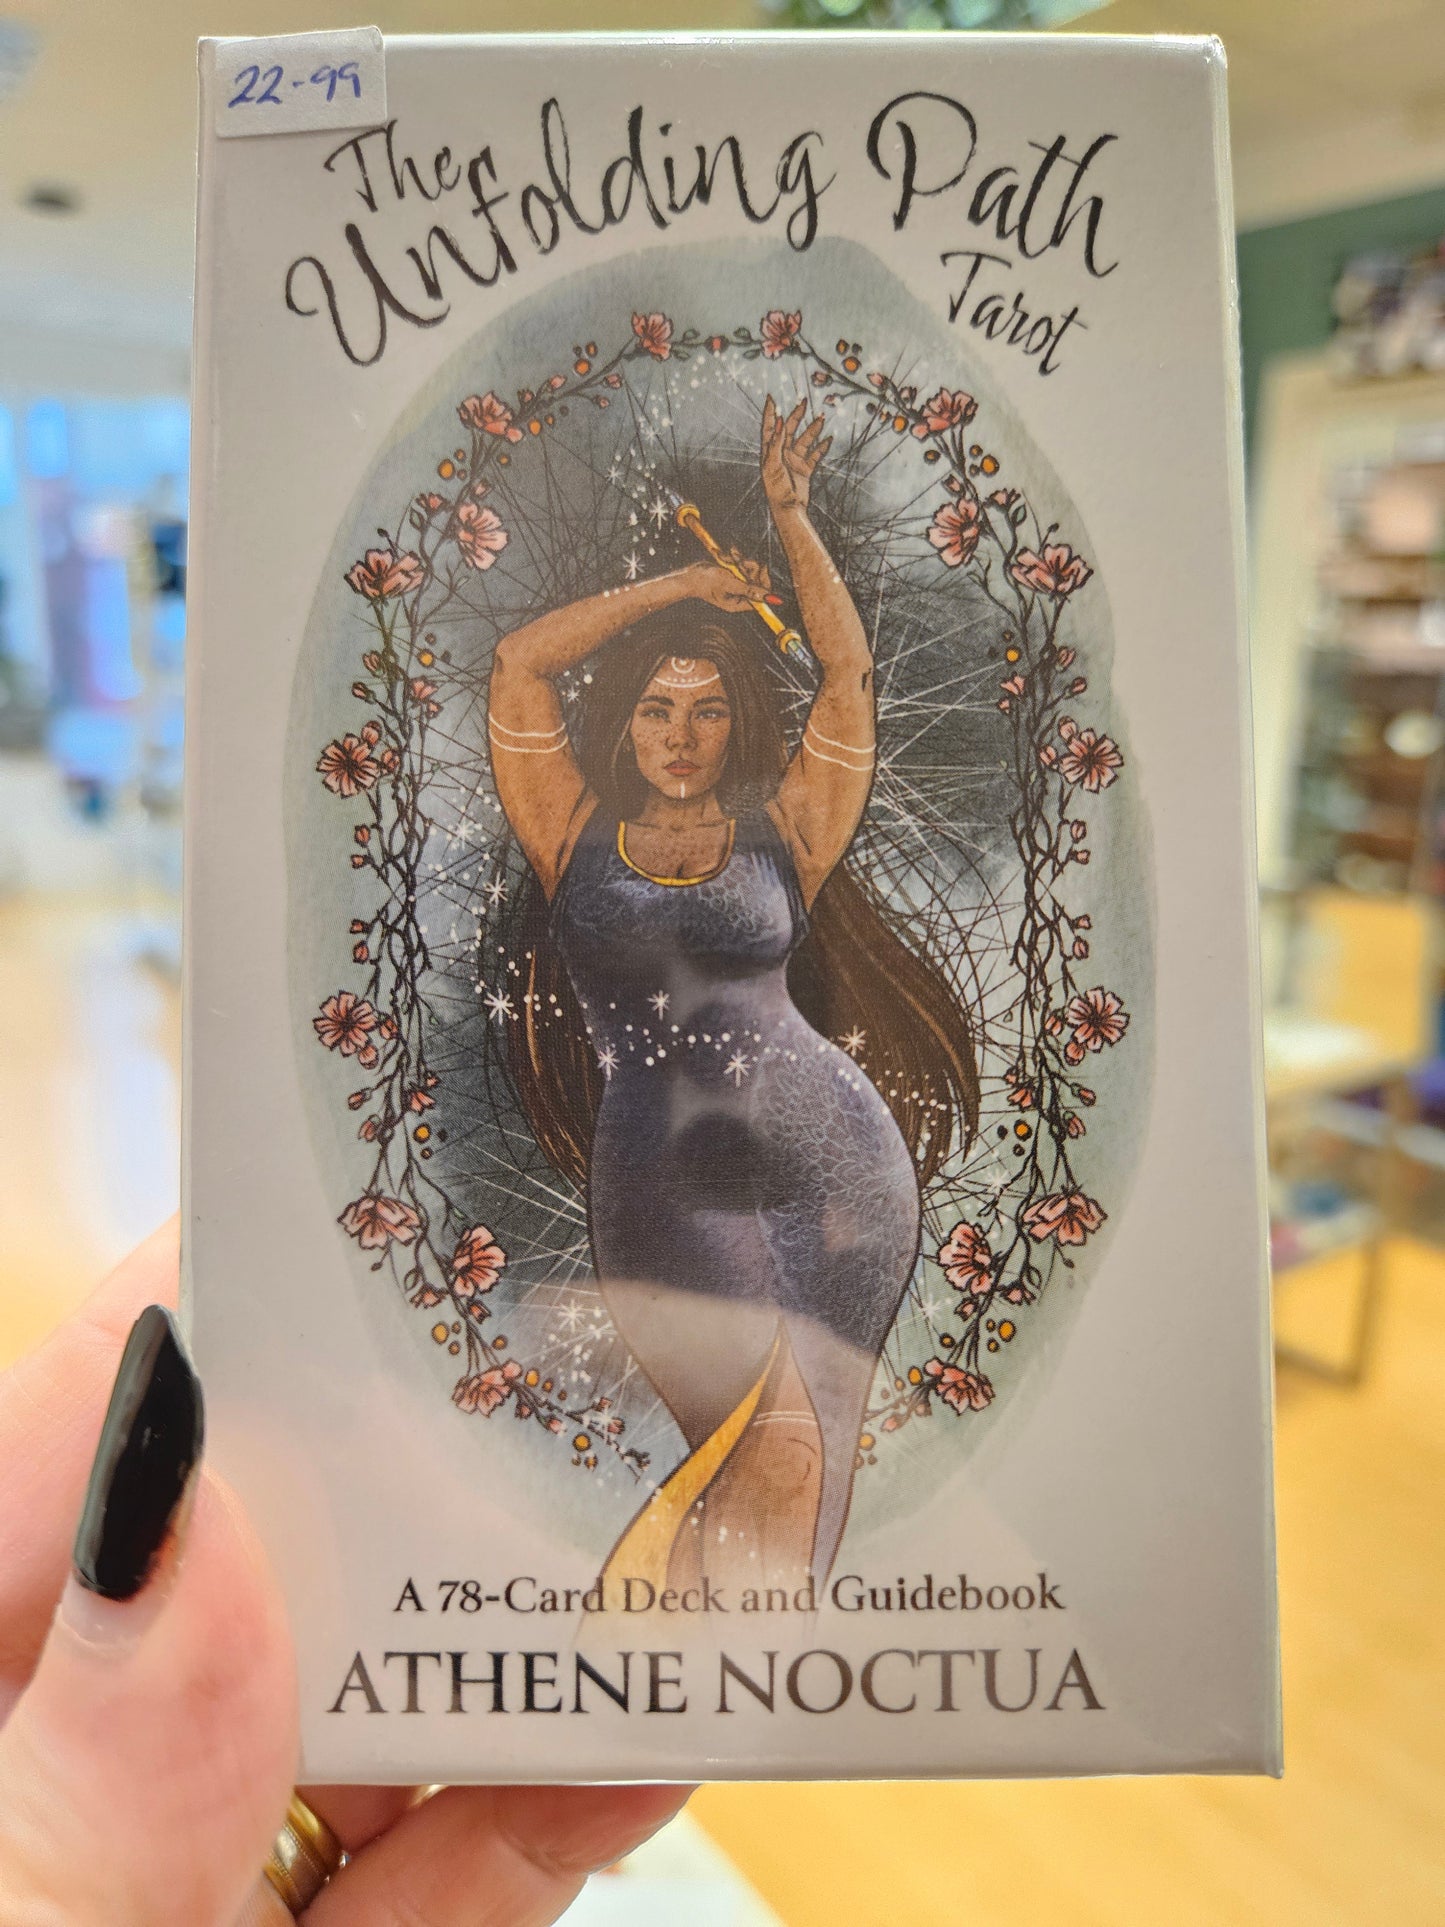 22-99
The
Unfolding Path
Tarot
A 78-Card Deck and Guidebook
ATHENE NOCTUA